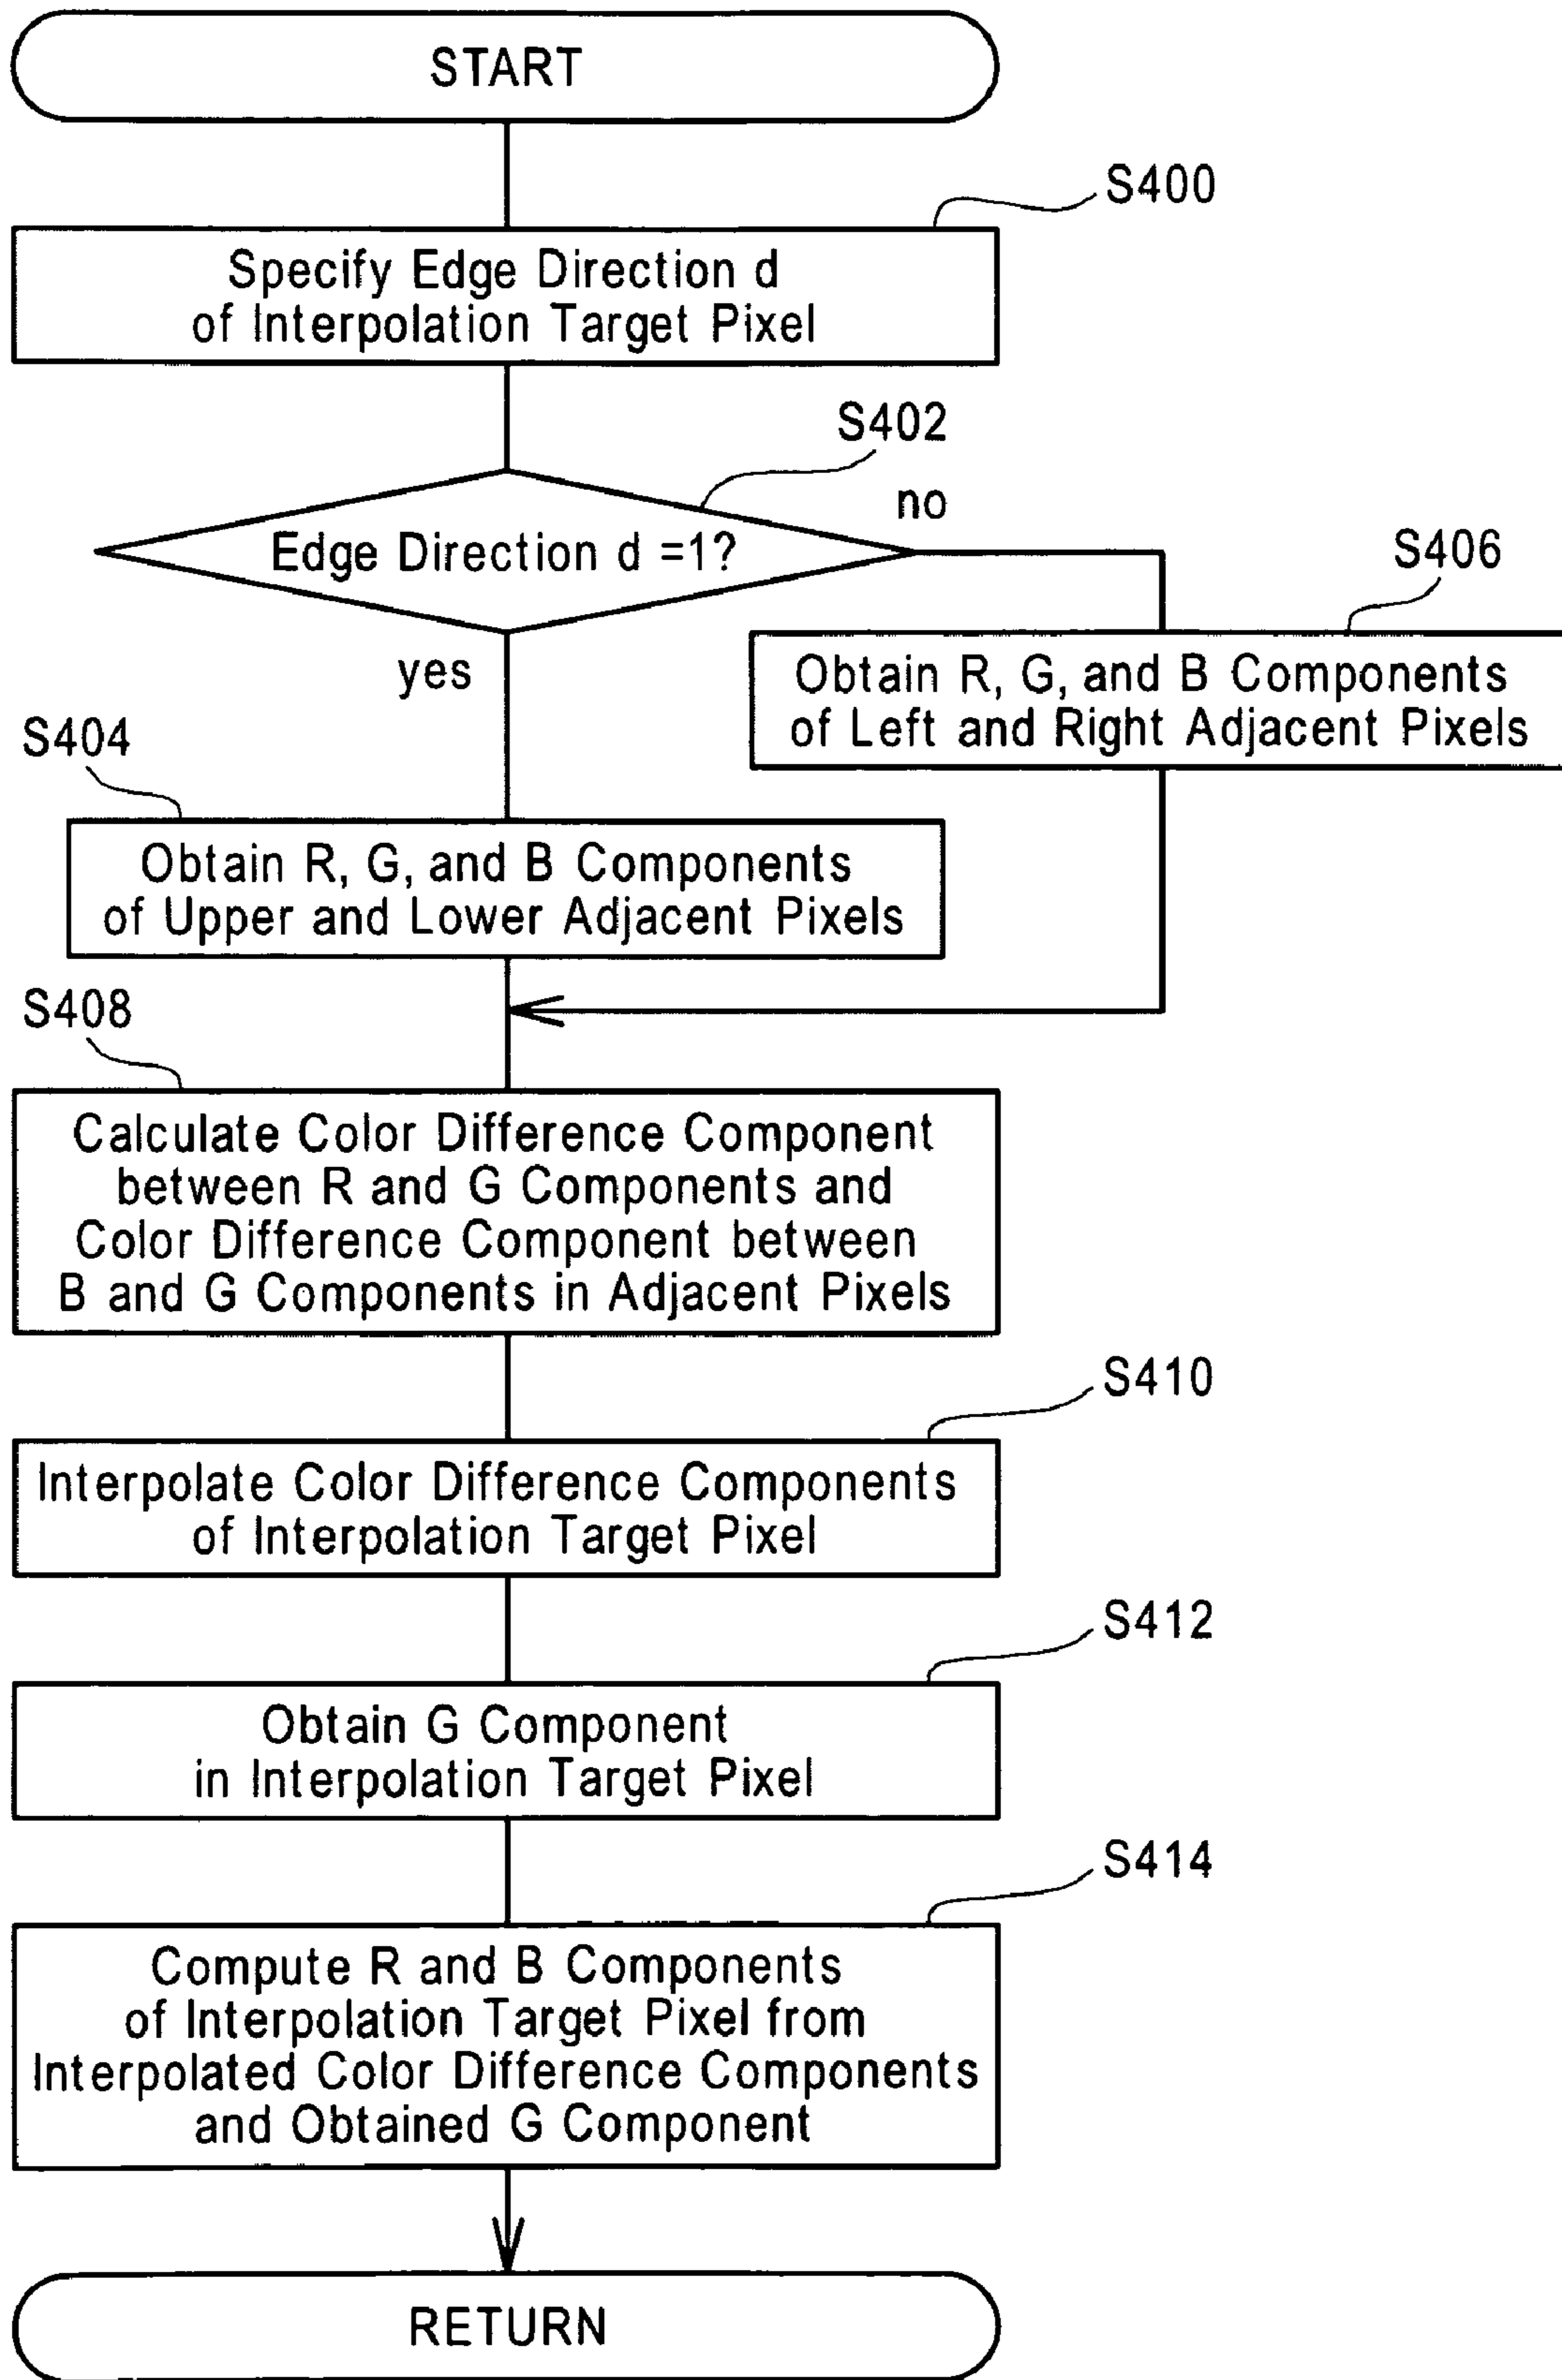 START
S400
Specify Edge Direction d
of Interpolation Target Pixel
S402
Edge Direction d =1?
no
yes
S406
Obtain R, G, and B Components
of Left and Right Adjacent Pixels
S404
Obtain R, G, and B Components
of Upper and Lower Adjacent Pixels
S408
Calculate Color Difference Component
between R and G Components and
Color Difference Component between
B and G Components in Adjacent Pixels
S410
Interpolate Color Difference Components
of Interpolation Target Pixel
S412
Obtain G Component
in Interpolation Target Pixel
S414
Compute R and B Components
of Interpolation Target Pixel from
Interpolated Color Difference Components
and Obtained G Component
RETURN